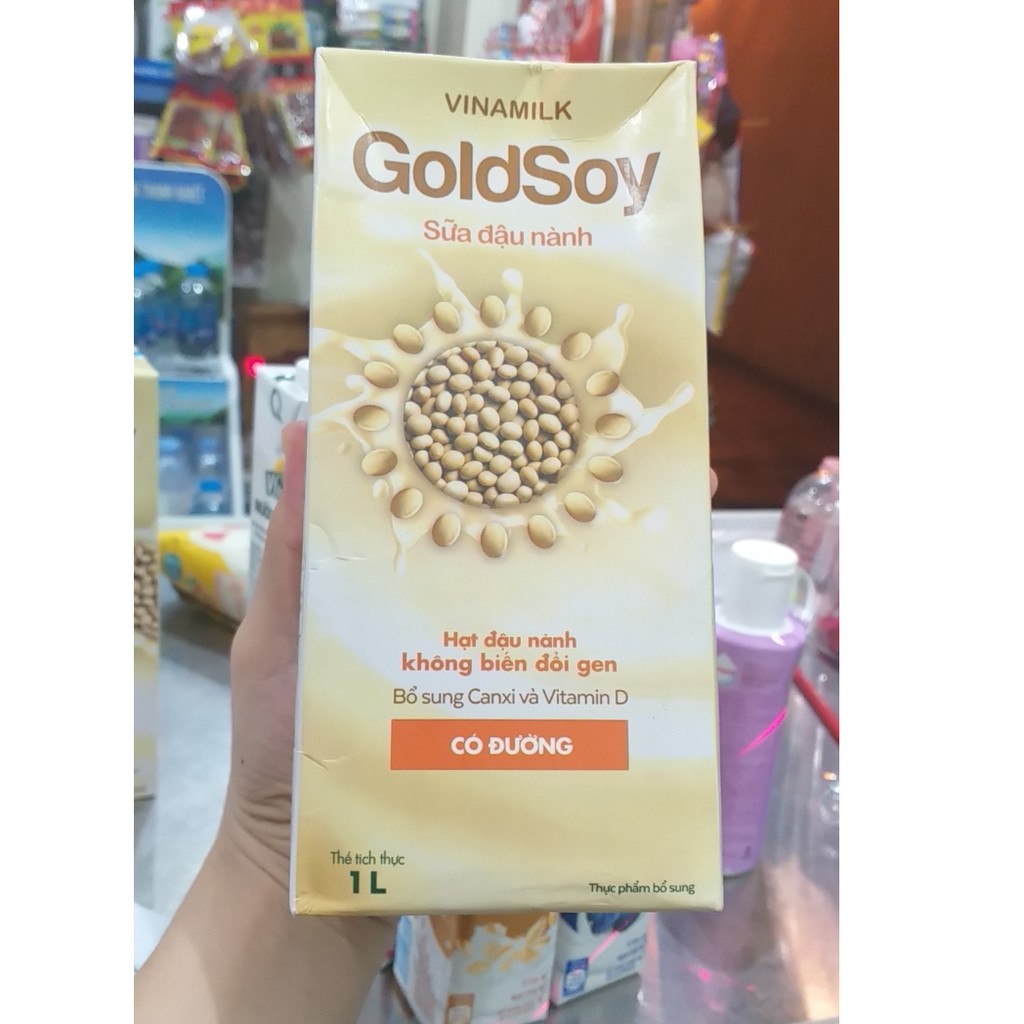 VINAMILK
GoldSoy
Sữa đậu nành
Hạt đậu nành
không biến đổi gen
Bổ sung Canxi và Vitamin D
CÓ ĐƯỜNG
Thể tích thực
1 L
Thực phẩm bổ sung